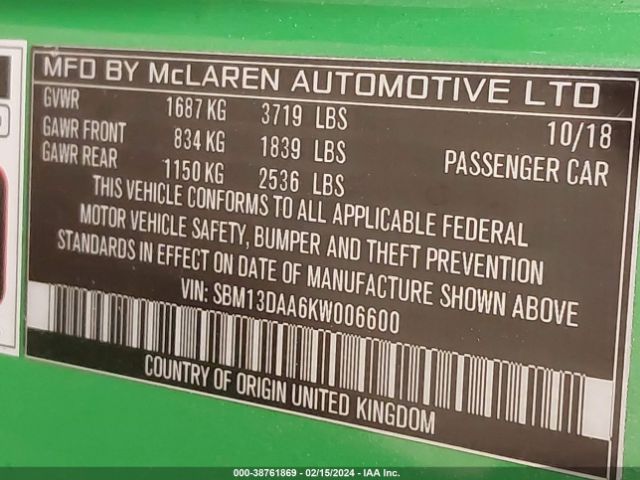 MFD BY McLAREN AUTOMOTIVE LTD
GVWR 1687 KG 3719 LBS 10/18
GAWR FRONT 834 KG 1839 LBS PASSENGER CAR
GAWR REAR 1150 KG 2536 LBS
THIS VEHICLE CONFORMS TO ALL APPLICABLE FEDERAL
MOTOR VEHICLE SAFETY, BUMPER AND THEFT PREVENTION
STANDARDS IN EFFECT ON DATE OF MANUFACTURE SHOWN ABOVE
VIN: SBM13DAA6KW006600
COUNTRY OF ORIGIN UNITED KINGDOM
000-38761869 - 02/15/2024 - IAA Inc.